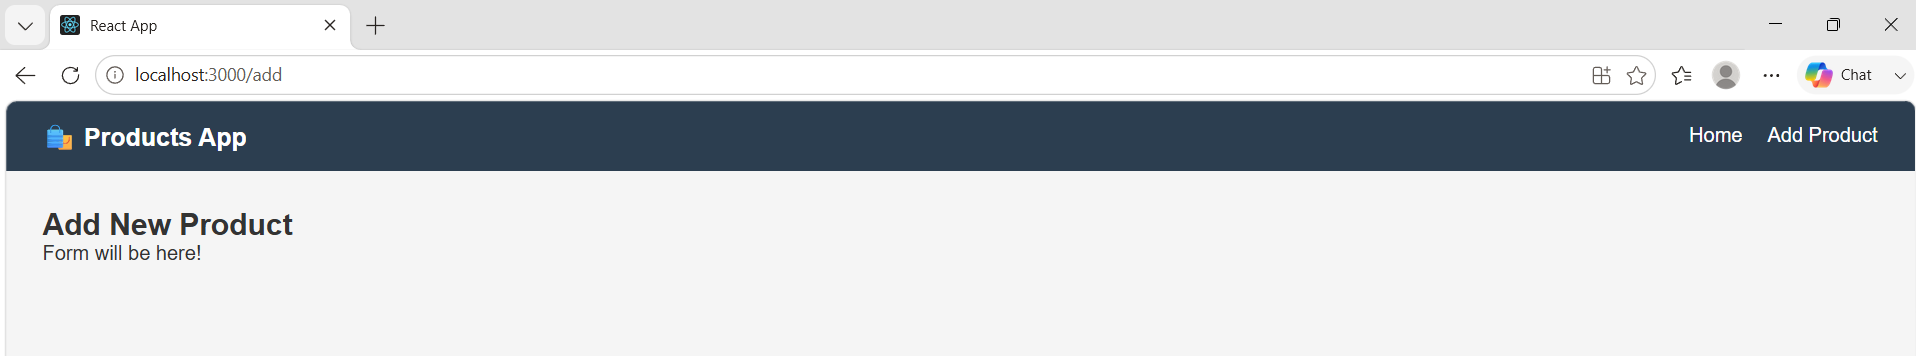 React App
localhost:3000/add
Chat
Products App
Home Add Product
Add New Product
Form will be here!